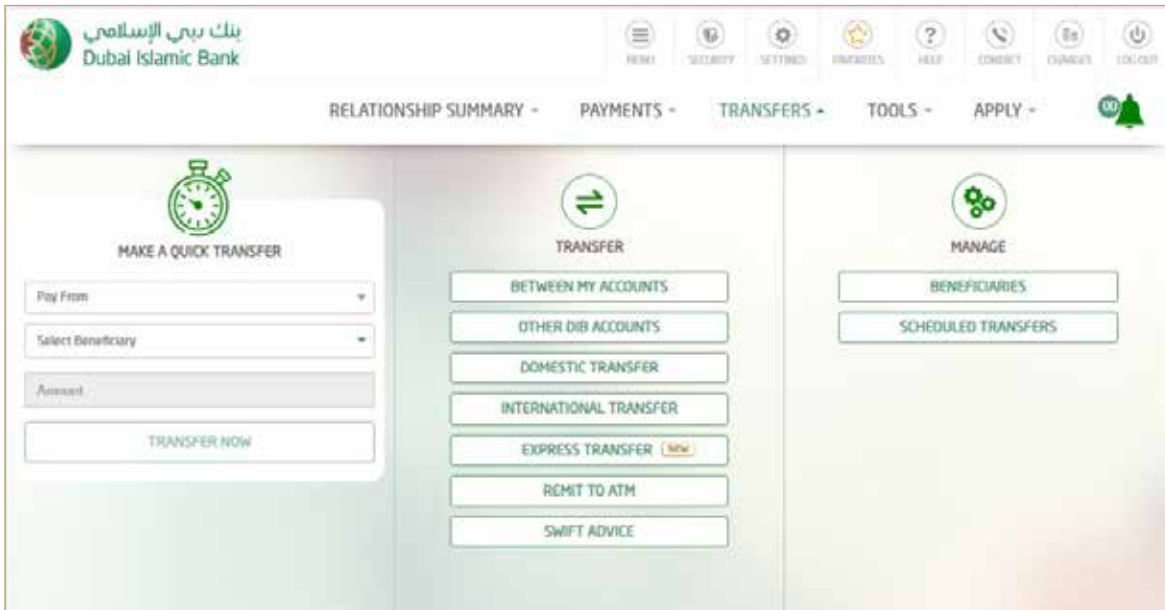 بنك دبي الإسلامي
Dubai Islamic Bank
MENU
SECURITY
SETTINGS
FAVORITES
HELP
CONTACT
CHANGES
LOG OUT
RELATIONSHIP SUMMARY
PAYMENTS
TRANSFERS
TOOLS
APPLY
00
MAKE A QUICK TRANSFER
Pay From
Select Beneficiary
Amount
TRANSFER NOW
TRANSFER
BETWEEN MY ACCOUNTS
OTHER DIB ACCOUNTS
DOMESTIC TRANSFER
INTERNATIONAL TRANSFER
EXPRESS TRANSFER NEW
REMIT TO ATM
SWIFT ADVICE
MANAGE
BENEFICIARIES
SCHEDULED TRANSFERS